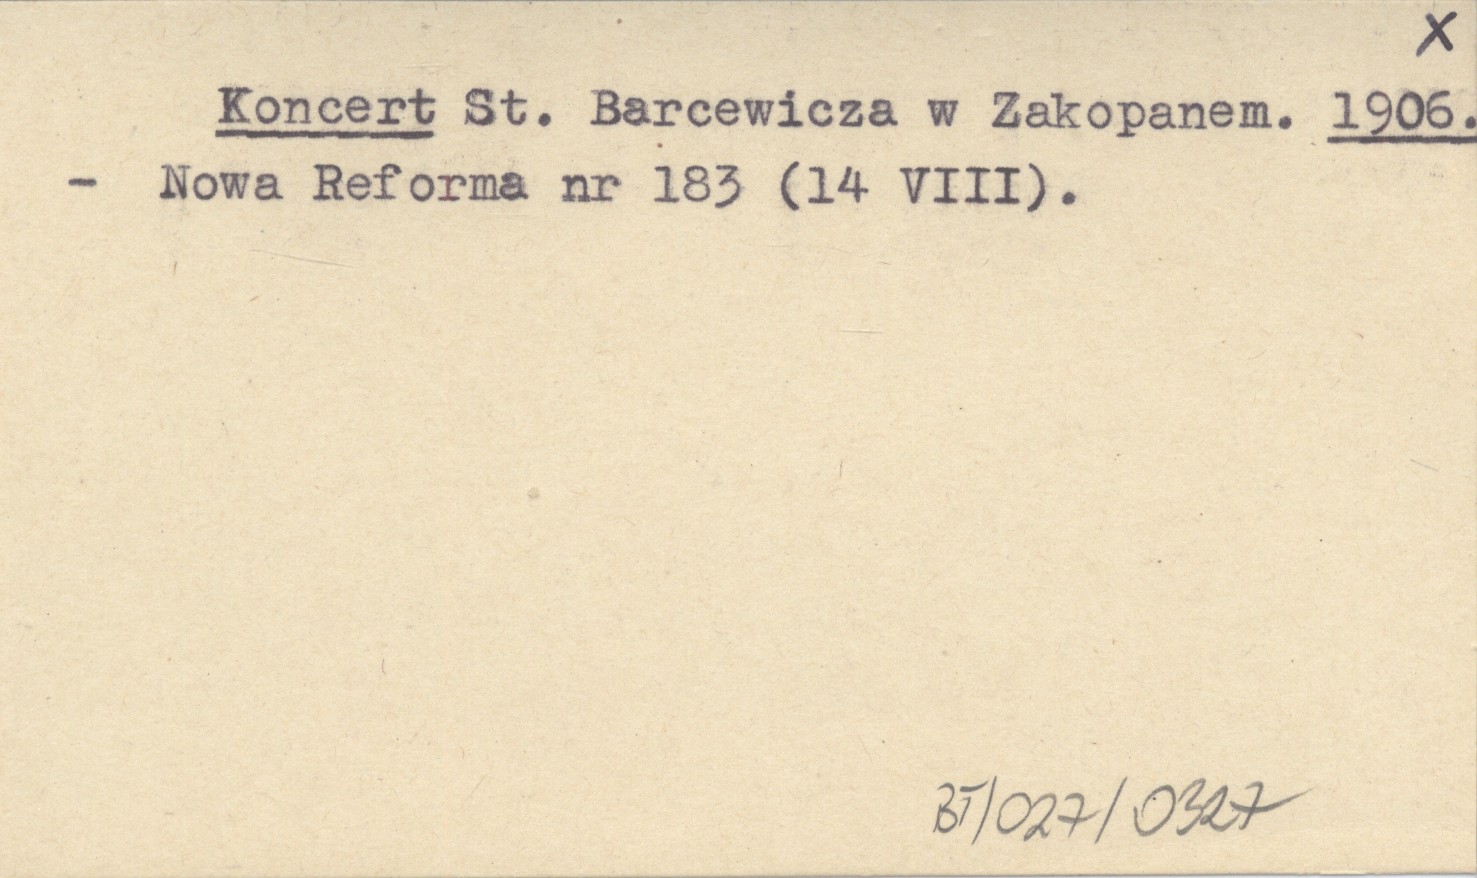 x
Koncert St. Barcewicza w Zakopanem. 1906.
- Nowa Reforma nr 183 (14 VIII).
BT/027/0327